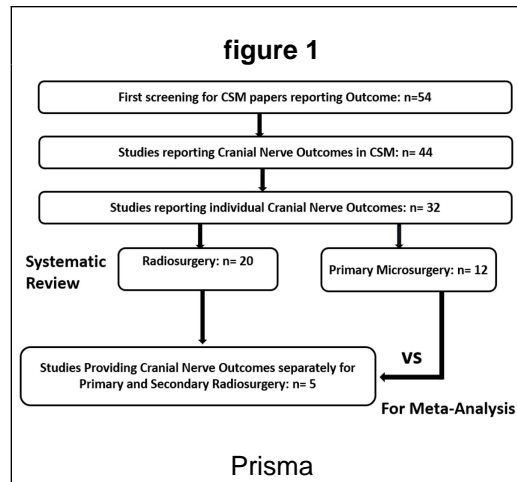 figure 1
First screening for CSM papers reporting Outcome: n=54
Studies reporting Cranial Nerve Outcomes in CSM: n= 44
Studies reporting individual Cranial Nerve Outcomes: n= 32
Systematic
Review
Radiosurgery: n= 20
Primary Microsurgery: n= 12
Studies Providing Cranial Nerve Outcomes separately for
Primary and Secondary Radiosurgery: n= 5
VS
For Meta-Analysis
Prisma